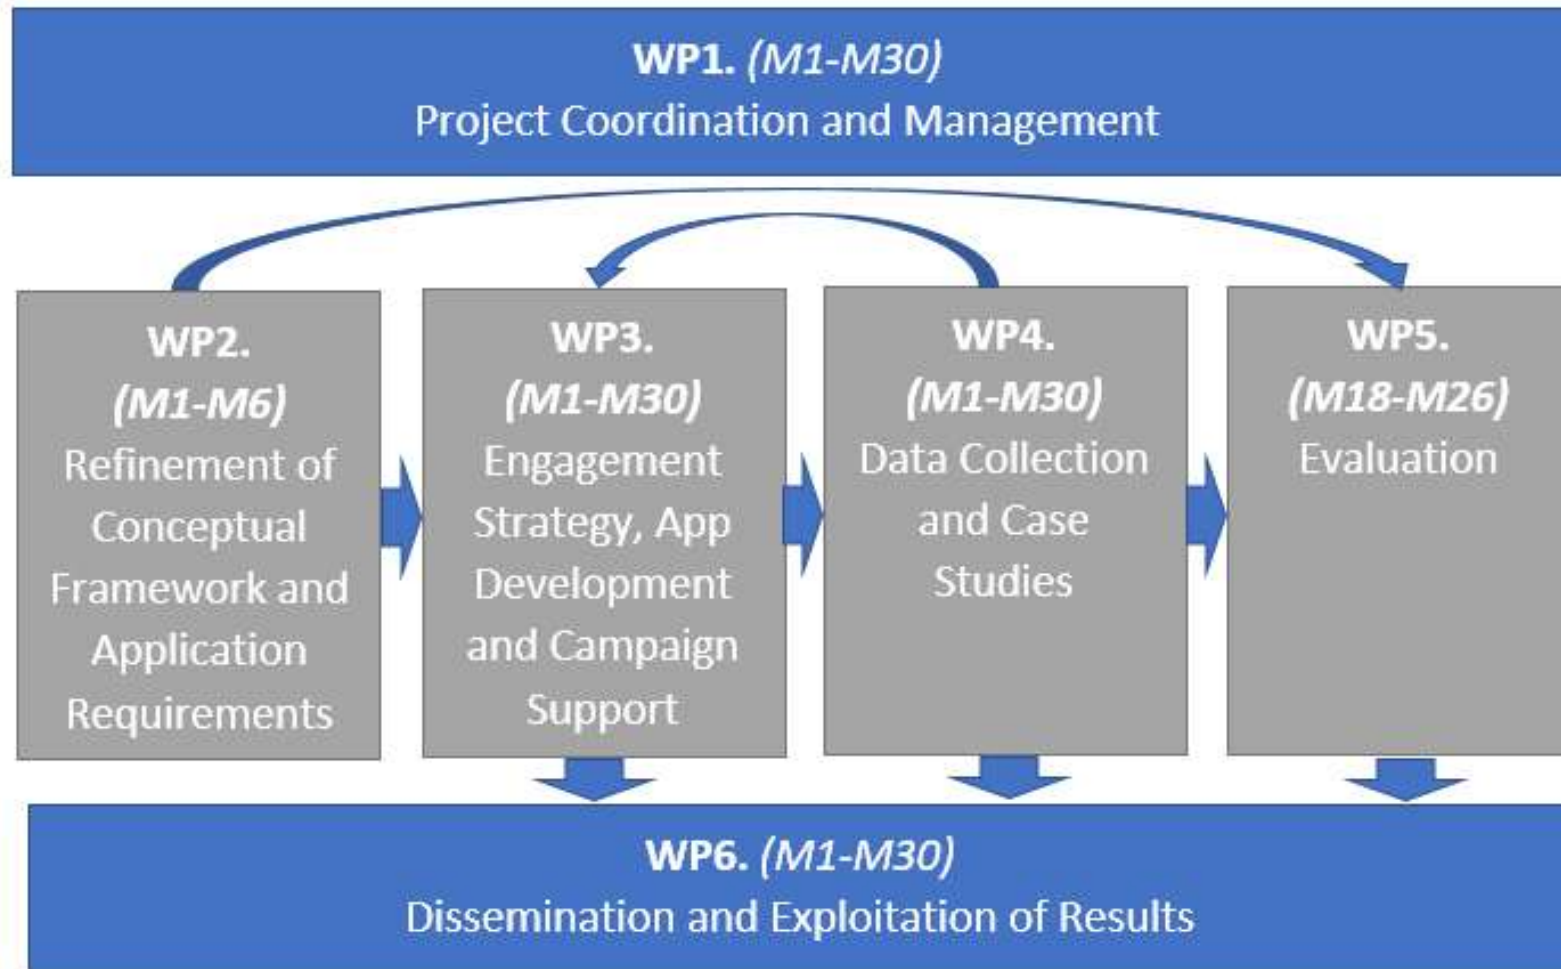 WP1. (M1-M30)
Project Coordination and Management
WP2.
(M1-M6)
Refinement of
Conceptual
Framework and
Application
Requirements
WP3.
(M1-M30)
Engagement
Strategy, App
Development
and Campaign
Support
WP4.
(M1-M30)
Data Collection
and Case
Studies
WP5.
(M18-M26)
Evaluation
WP6. (M1-M30)
Dissemination and Exploitation of Results